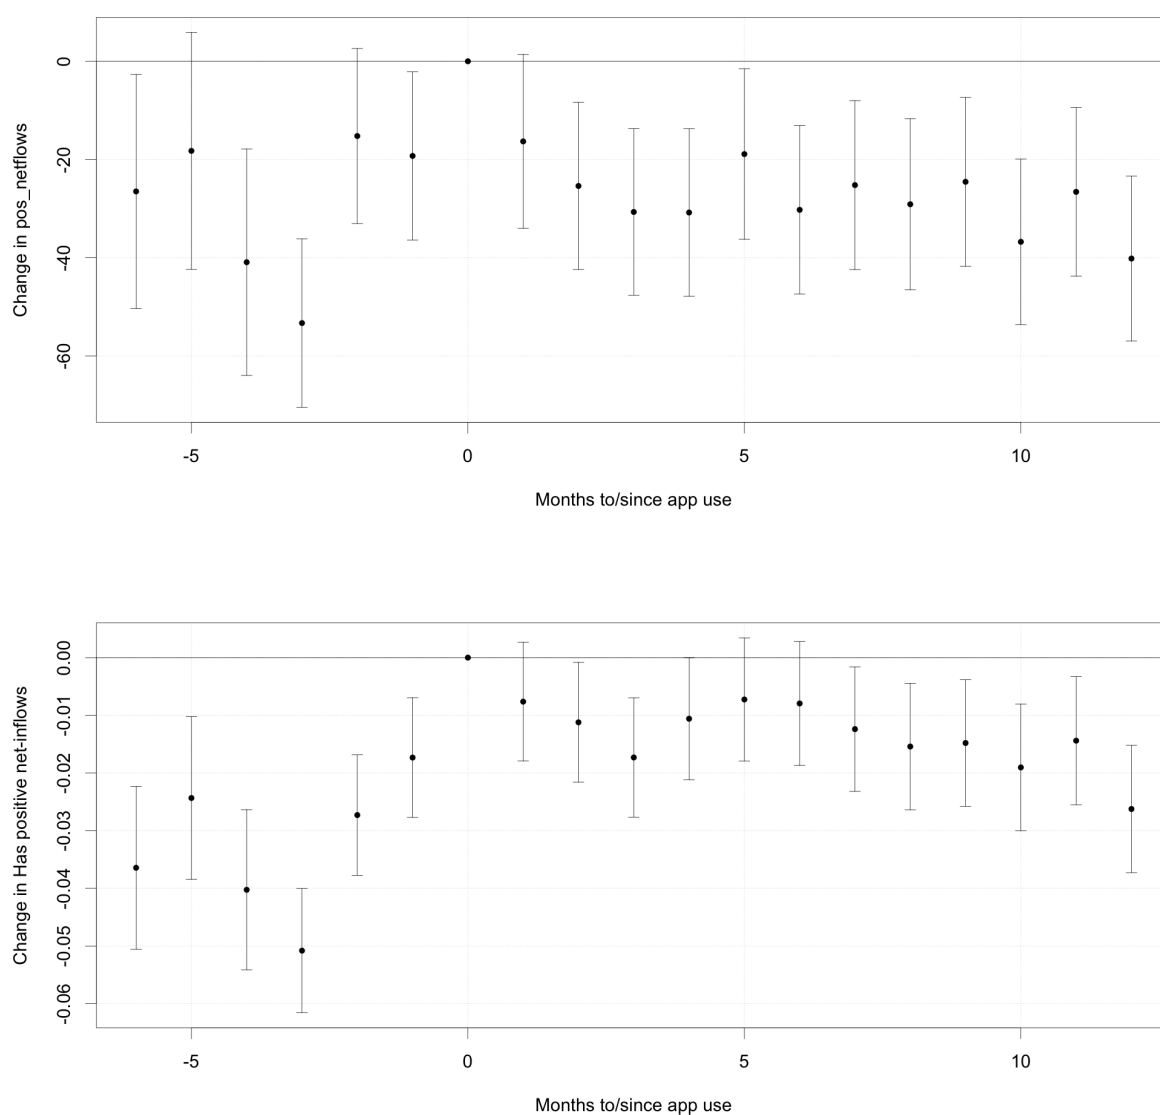 Change in pos_netflows
0
-20
-40
-60
-5 0 5 10
Months to/since app use
Change in Has positive net-inflows
0.00
-0.01
-0.02
-0.03
-0.04
-0.05
-0.06
-5 0 5 10
Months to/since app use